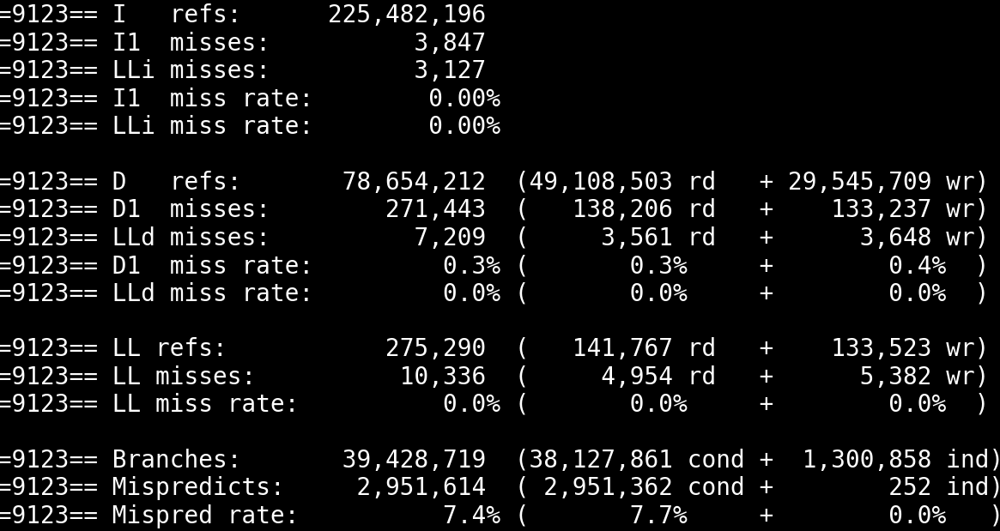 =9123== I   refs:      225,482,196
=9123== I1  misses:          3,847
=9123== LLi misses:          3,127
=9123== I1  miss rate:        0.00%
=9123== LLi miss rate:        0.00%
=9123== D   refs:       78,654,212  (49,108,503 rd   + 29,545,709 wr)
=9123== D1  misses:        271,443  (   138,206 rd   +    133,237 wr)
=9123== LLd misses:          7,209  (     3,561 rd   +      3,648 wr)
=9123== D1  miss rate:         0.3% (       0.3%     +        0.4%  )
=9123== LLd miss rate:         0.0% (       0.0%     +        0.0%  )
=9123== LL refs:           275,290  (   141,767 rd   +    133,523 wr)
=9123== LL misses:          10,336  (     4,954 rd   +      5,382 wr)
=9123== LL miss rate:          0.0% (       0.0%     +        0.0%  )
=9123== Branches:       39,428,719  (38,127,861 cond +  1,300,858 ind)
=9123== Mispredicts:     2,951,614  ( 2,951,362 cond +        252 ind)
=9123== Mispred rate:          7.4% (       7.7%     +        0.0%   )